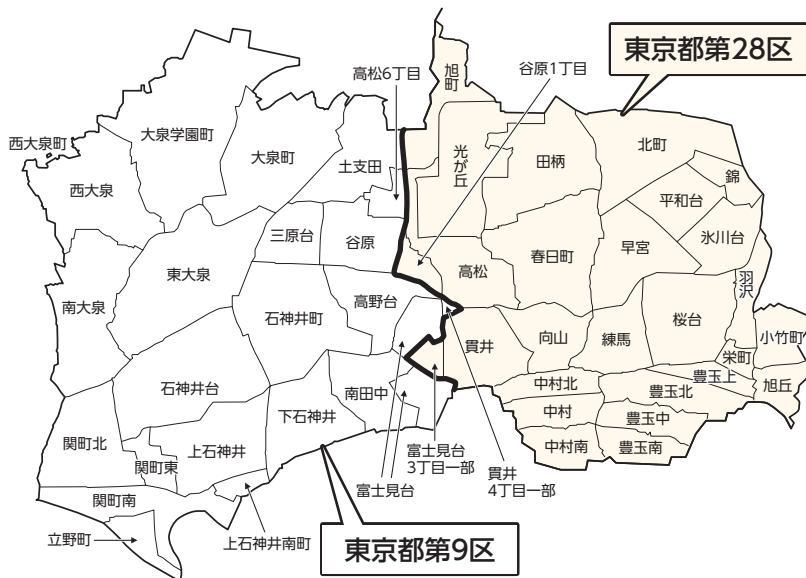 東京都第28区
高松6丁目
谷原1丁目
旭町
西大泉町
大泉学園町
大泉町
土支田
光が丘
田柄
北町
錦
西大泉
平和台
三原台
谷原
氷川台
東大泉
高松
春日町
早宮
羽沢
南大泉
高野台
石神井町
桜台
貫井
向山
練馬
小竹町
栄町
石神井台
南田中
中村北
豊玉上
旭丘
豊玉北
下石神井
中村
豊玉中
関町北
上石神井
中村南
豊玉南
関町東
富士見台
3丁目一部
貫井
4丁目一部
富士見台
関町南
立野町
上石神井南町
東京都第9区